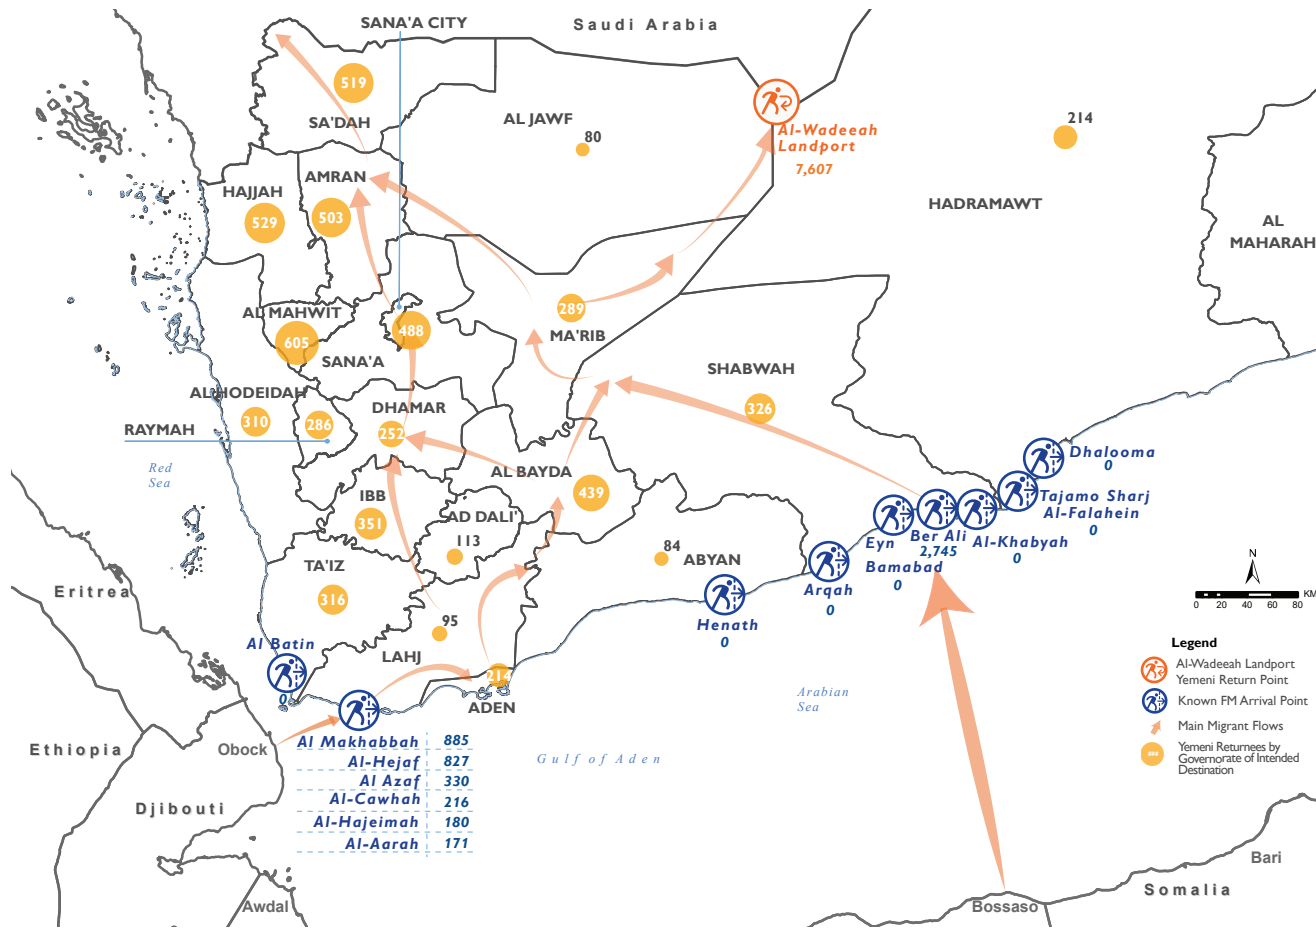 SANA'A CITY
Saudi Arabia
519
SA'DAH
AL JAWF
80
Al-Wadeeah
Landport
7,607
214
HADRAMAWT
AL
MAHARAH
HAJJAH
529
AMRAN
503
AL MAHWIT
605
SANA'A
488
289
MA'RIB
SHABWAH
326
AL HODEIDAH
310
RAYMAH
286
DHAMAR
252
Red
Sea
AL BAYDA
439
IBB
351
AD DALI'
113
TA'IZ
316
84
ABYAN
95
LAHJ
214
ADEN
Dhalooma
0
Tajamo Sharj
Al-Falahein
0
Al-Khabyah
0
Ber Ali
2,745
Eyn
Bamabad
0
Arqah
0
Henath
0
Al Batin
0
Eritrea
Ethiopia
Obock
Djibouti
Awdal
Al Makhabbah 885
Al-Hejaf 827
Al Azaf 330
Al-Cawhah 216
Al-Hajeimah 180
Al-Aarah 171
Gulf of Aden
Arabian
Sea
N
0 20 40 60 80 KM
Legend
Al-Wadeeah Landport
Yemeni Return Point
Known FM Arrival Point
Main Migrant Flows
Yemeni Returnees by
Governorate of Intended
Destination
Bari
Somalia
Bossaso